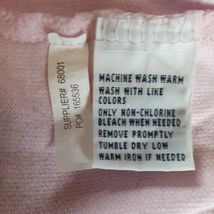 SUPPLIER# 68001
PO# 165536
MACHINE WASH WARM
WASH WITH LIKE
COLORS
ONLY NON-CHLORINE
BLEACH WHEN NEEDED
REMOVE PROMPTLY
TUMBLE DRY LOW
WARM IRON IF NEEDED